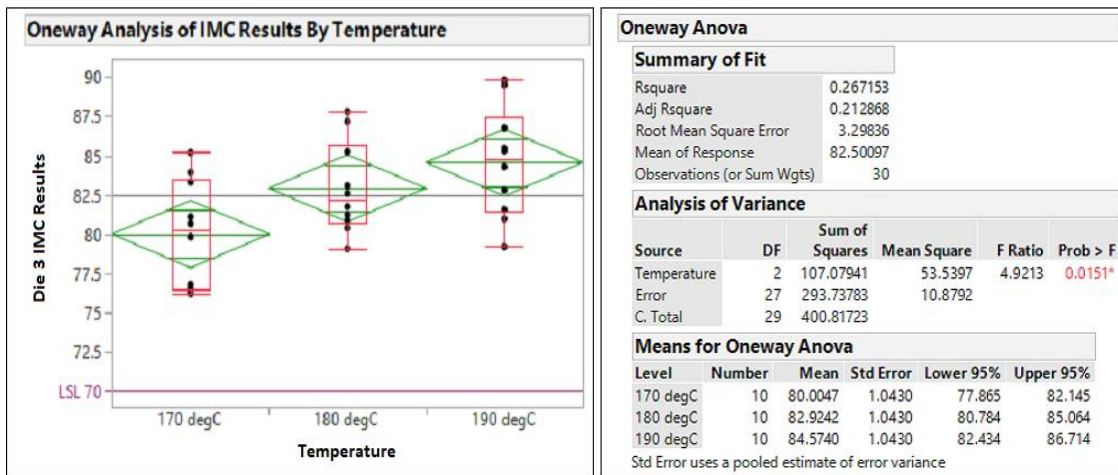 Oneway Analysis of IMC Results By Temperature
Die 3 IMC Results
90
87.5
85
82.5
80
77.5
75
72.5
LSL 70
170 degC 180 degC 190 degC
Temperature
Oneway Anova
Summary of Fit
Rsquare 0.267153
Adj Rsquare 0.212868
Root Mean Square Error 3.29836
Mean of Response 82.50097
Observations (or Sum Wgts) 30
Analysis of Variance
Sum of
Source DF Squares Mean Square F Ratio Prob > F
Temperature 2 107.07941 53.5397 4.9213 0.0151*
Error 27 293.73783 10.8792
C. Total 29 400.81723
Means for Oneway Anova
Level Number Mean Std Error Lower 95% Upper 95%
170 degC 10 80.0047 1.0430 77.865 82.145
180 degC 10 82.9242 1.0430 80.784 85.064
190 degC 10 84.5740 1.0430 82.434 86.714
Std Error uses a pooled estimate of error variance